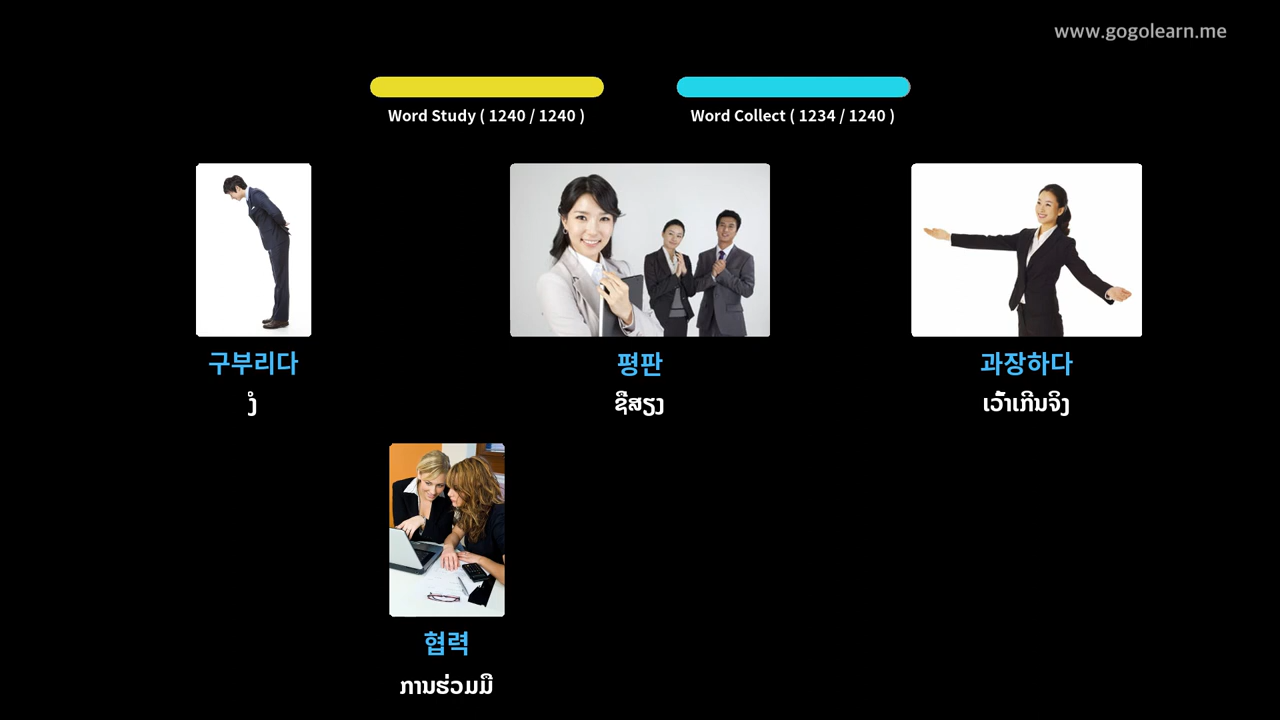 www.gogolearn.me
Word Study ( 1240 / 1240 )
Word Collect ( 1234 / 1240 )
구부리다
평판
과장하다
ງໍ
ຊື່ສຽງ
ເວົ້າເກີນຈິງ
협력
ການຮ່ວມມື